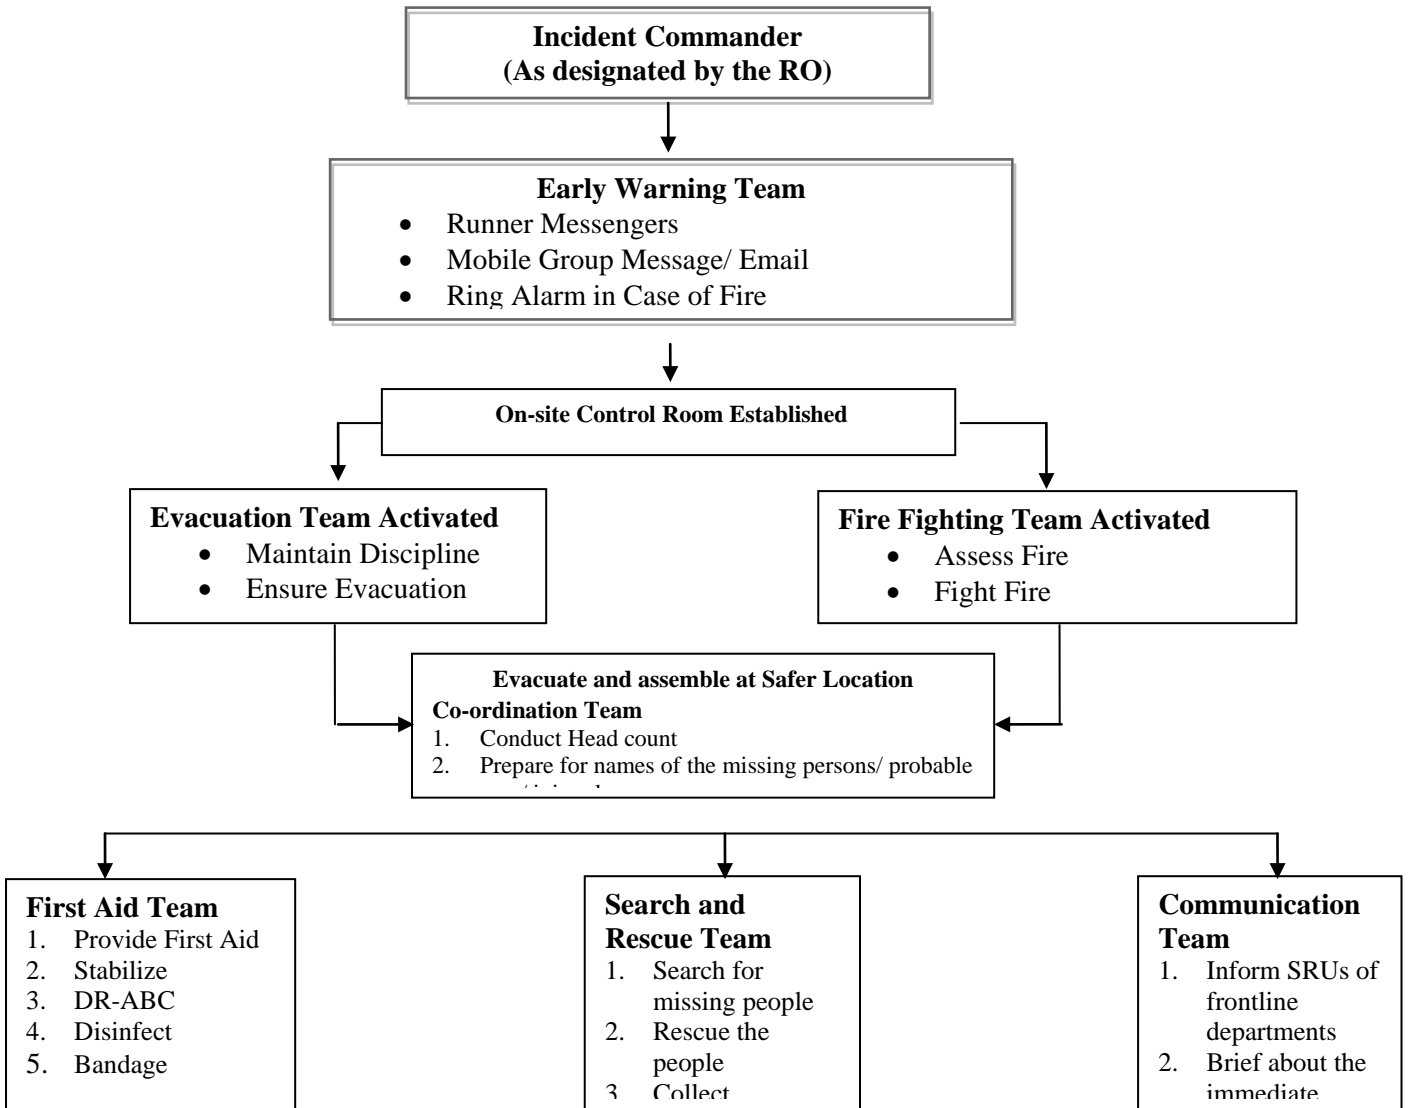 Incident Commander
(As designated by the RO)
Early Warning Team
• Runner Messengers
• Mobile Group Message/ Email
• Ring Alarm in Case of Fire
On-site Control Room Established
Evacuation Team Activated
• Maintain Discipline
• Ensure Evacuation
Fire Fighting Team Activated
• Assess Fire
• Fight Fire
Evacuate and assemble at Safer Location
Co-ordination Team
1. Conduct Head count
2. Prepare for names of the missing persons/ probable
First Aid Team
1. Provide First Aid
2. Stabilize
3. DR-ABC
4. Disinfect
5. Bandage
Search and
Rescue Team
1. Search for
missing people
2. Rescue the
people
3 Collect
Communication
Team
1. Inform SRUs of
frontline
departments
2. Brief about the
immediate